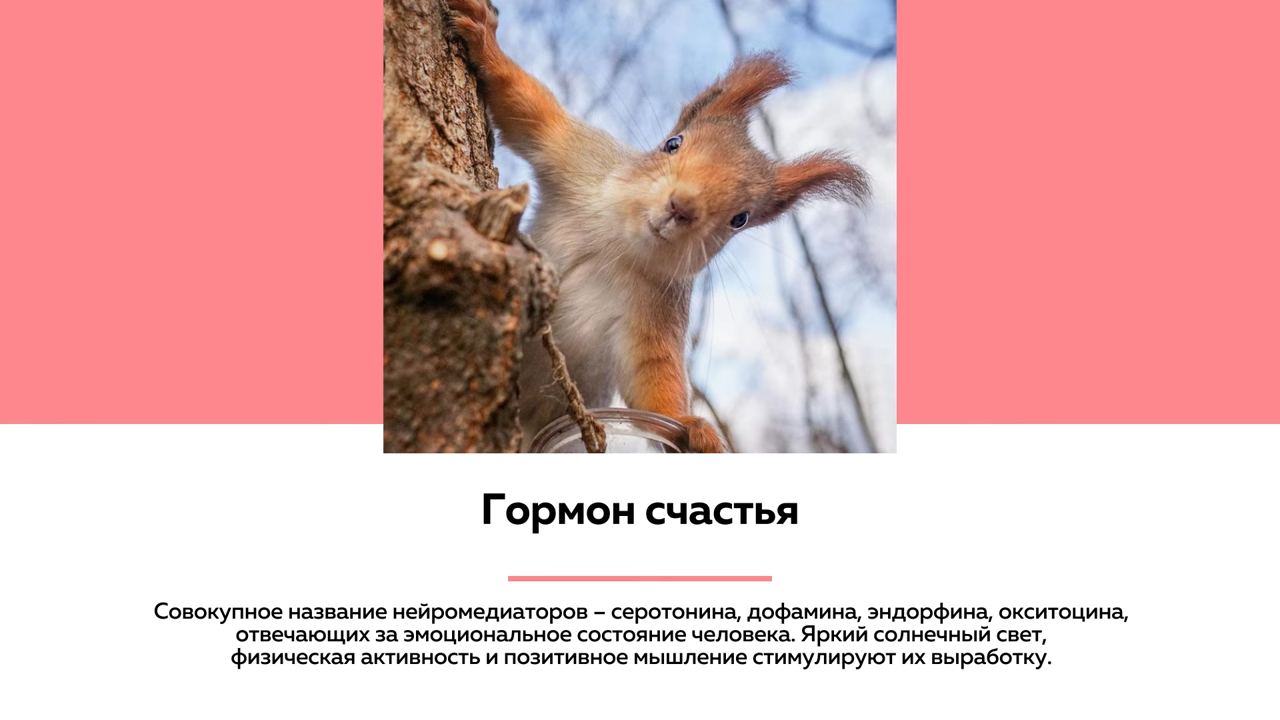 Гормон счастья
Совокупное название нейромедиаторов – серотонина, дофамина, эндорфина, окситоцина,
отвечающих за эмоциональное состояние человека. Яркий солнечный свет,
физическая активность и позитивное мышление стимулируют их выработку.